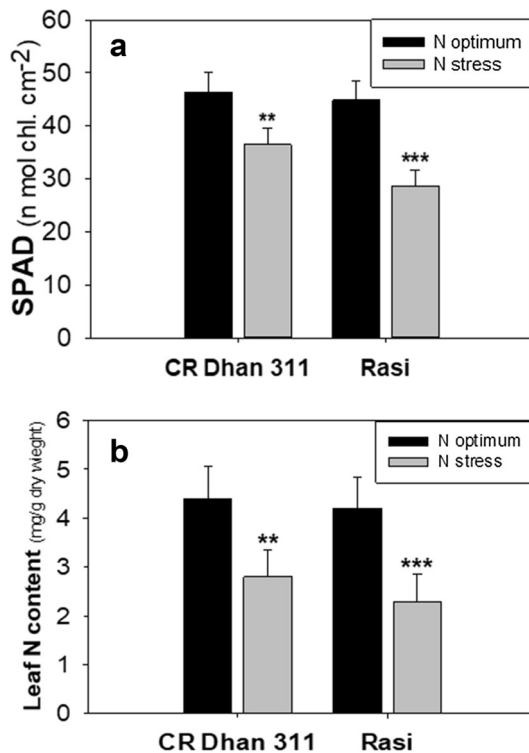 a
N optimum
N stress
SPAD (n mol chl. cm-2)
60
50
40
30
20
10
0
**
***
CR Dhan 311 Rasi
b
N optimum
N stress
Leaf N content (mg/g dry wieght)
6
5
4
3
2
1
0
**
***
CR Dhan 311 Rasi